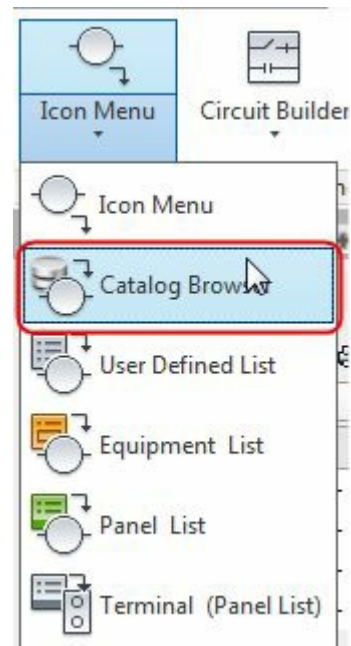 Icon Menu
Circuit Builder
Icon Menu
Catalog Browser
User Defined List
Equipment List
Panel List
Terminal (Panel List)